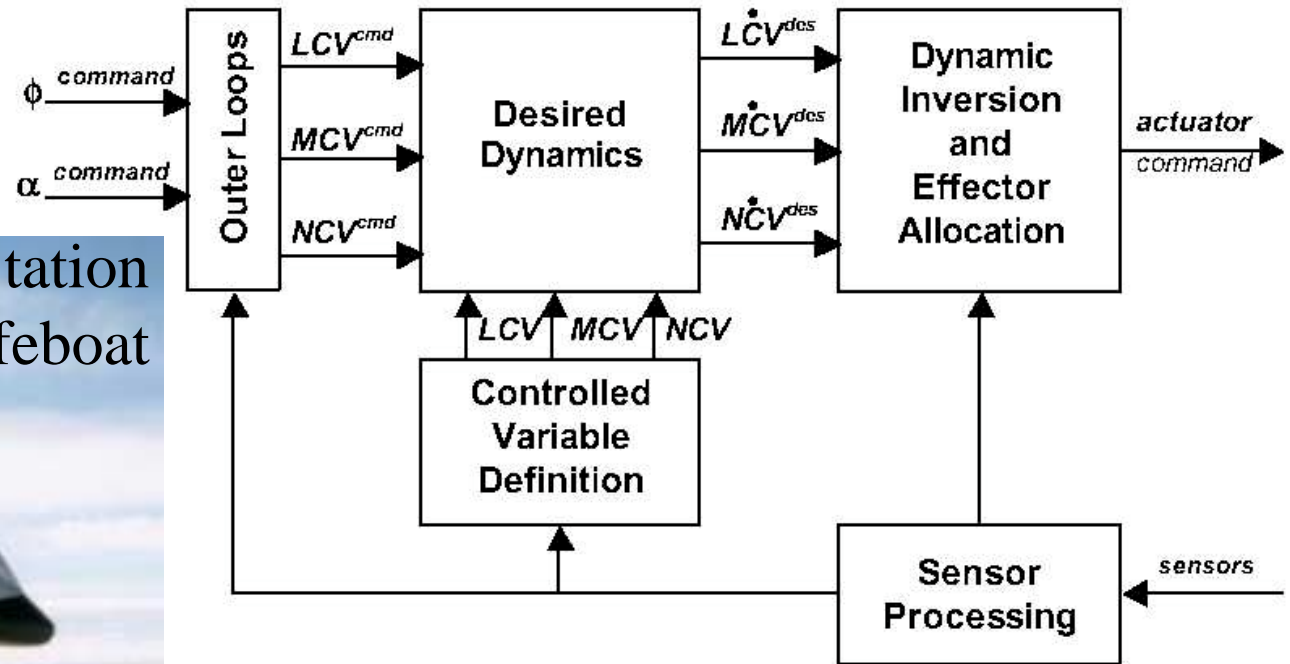 ϕ command
α command
Outer Loops
LCV^cmd
MCV^cmd
NCV^cmd
Desired
Dynamics
LĊV^des
MĊV^des
NĊV^des
Dynamic
Inversion
and
Effector
Allocation
actuator
command
tation
feboat
LCV MCV NCV
Controlled
Variable
Definition
Sensor
Processing
sensors